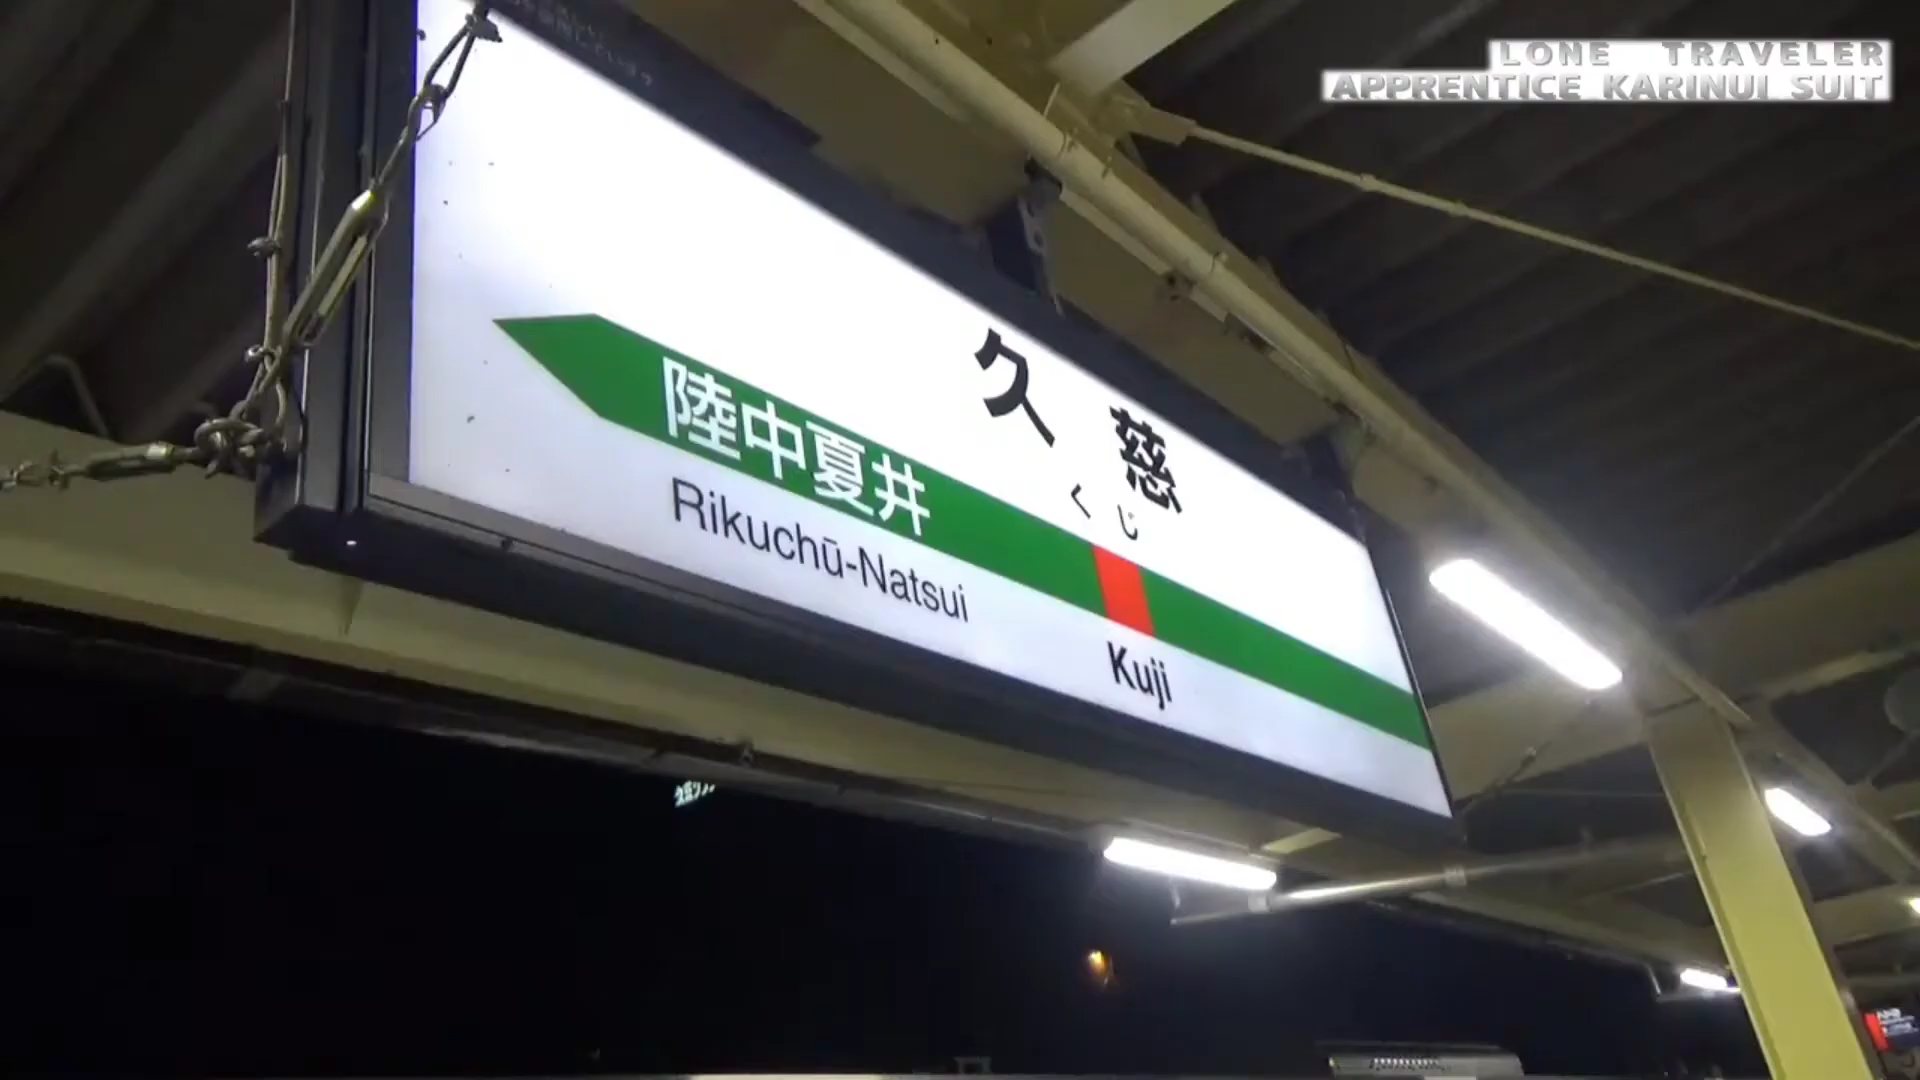 LONE TRAVELER
APPRENTICE KARINUI SUIT
久慈
くじ
陸中夏井
Rikuchū-Natsui
Kuji